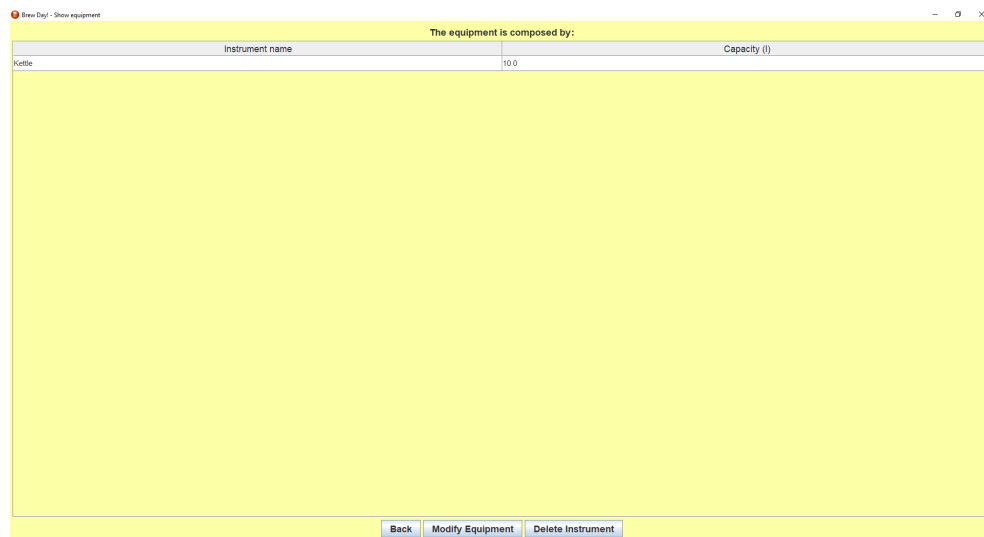 Brew Day! - Show equipment
The equipment is composed by:
Instrument name Capacity (l)
Kettle 10.0
Back Modify Equipment Delete Instrument